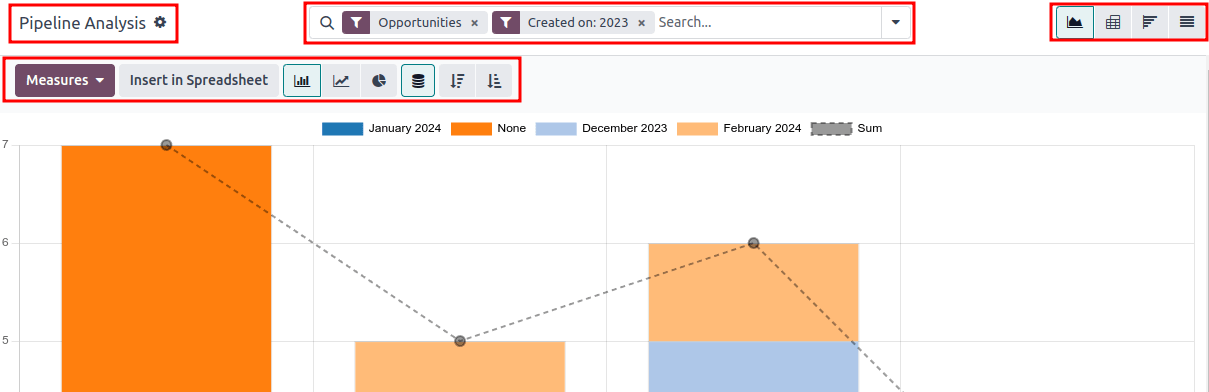 Pipeline Analysis
Opportunities × Created on: 2023 × Search...
Measures Insert in Spreadsheet
January 2024 None December 2023 February 2024 Sum
7
6
5